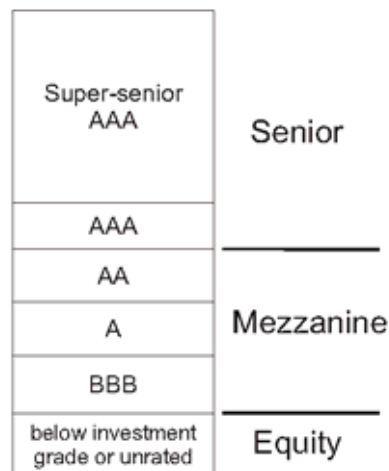 Super-senior
AAA
Senior
AAA
AA
A
Mezzanine
BBB
below investment
grade or unrated
Equity